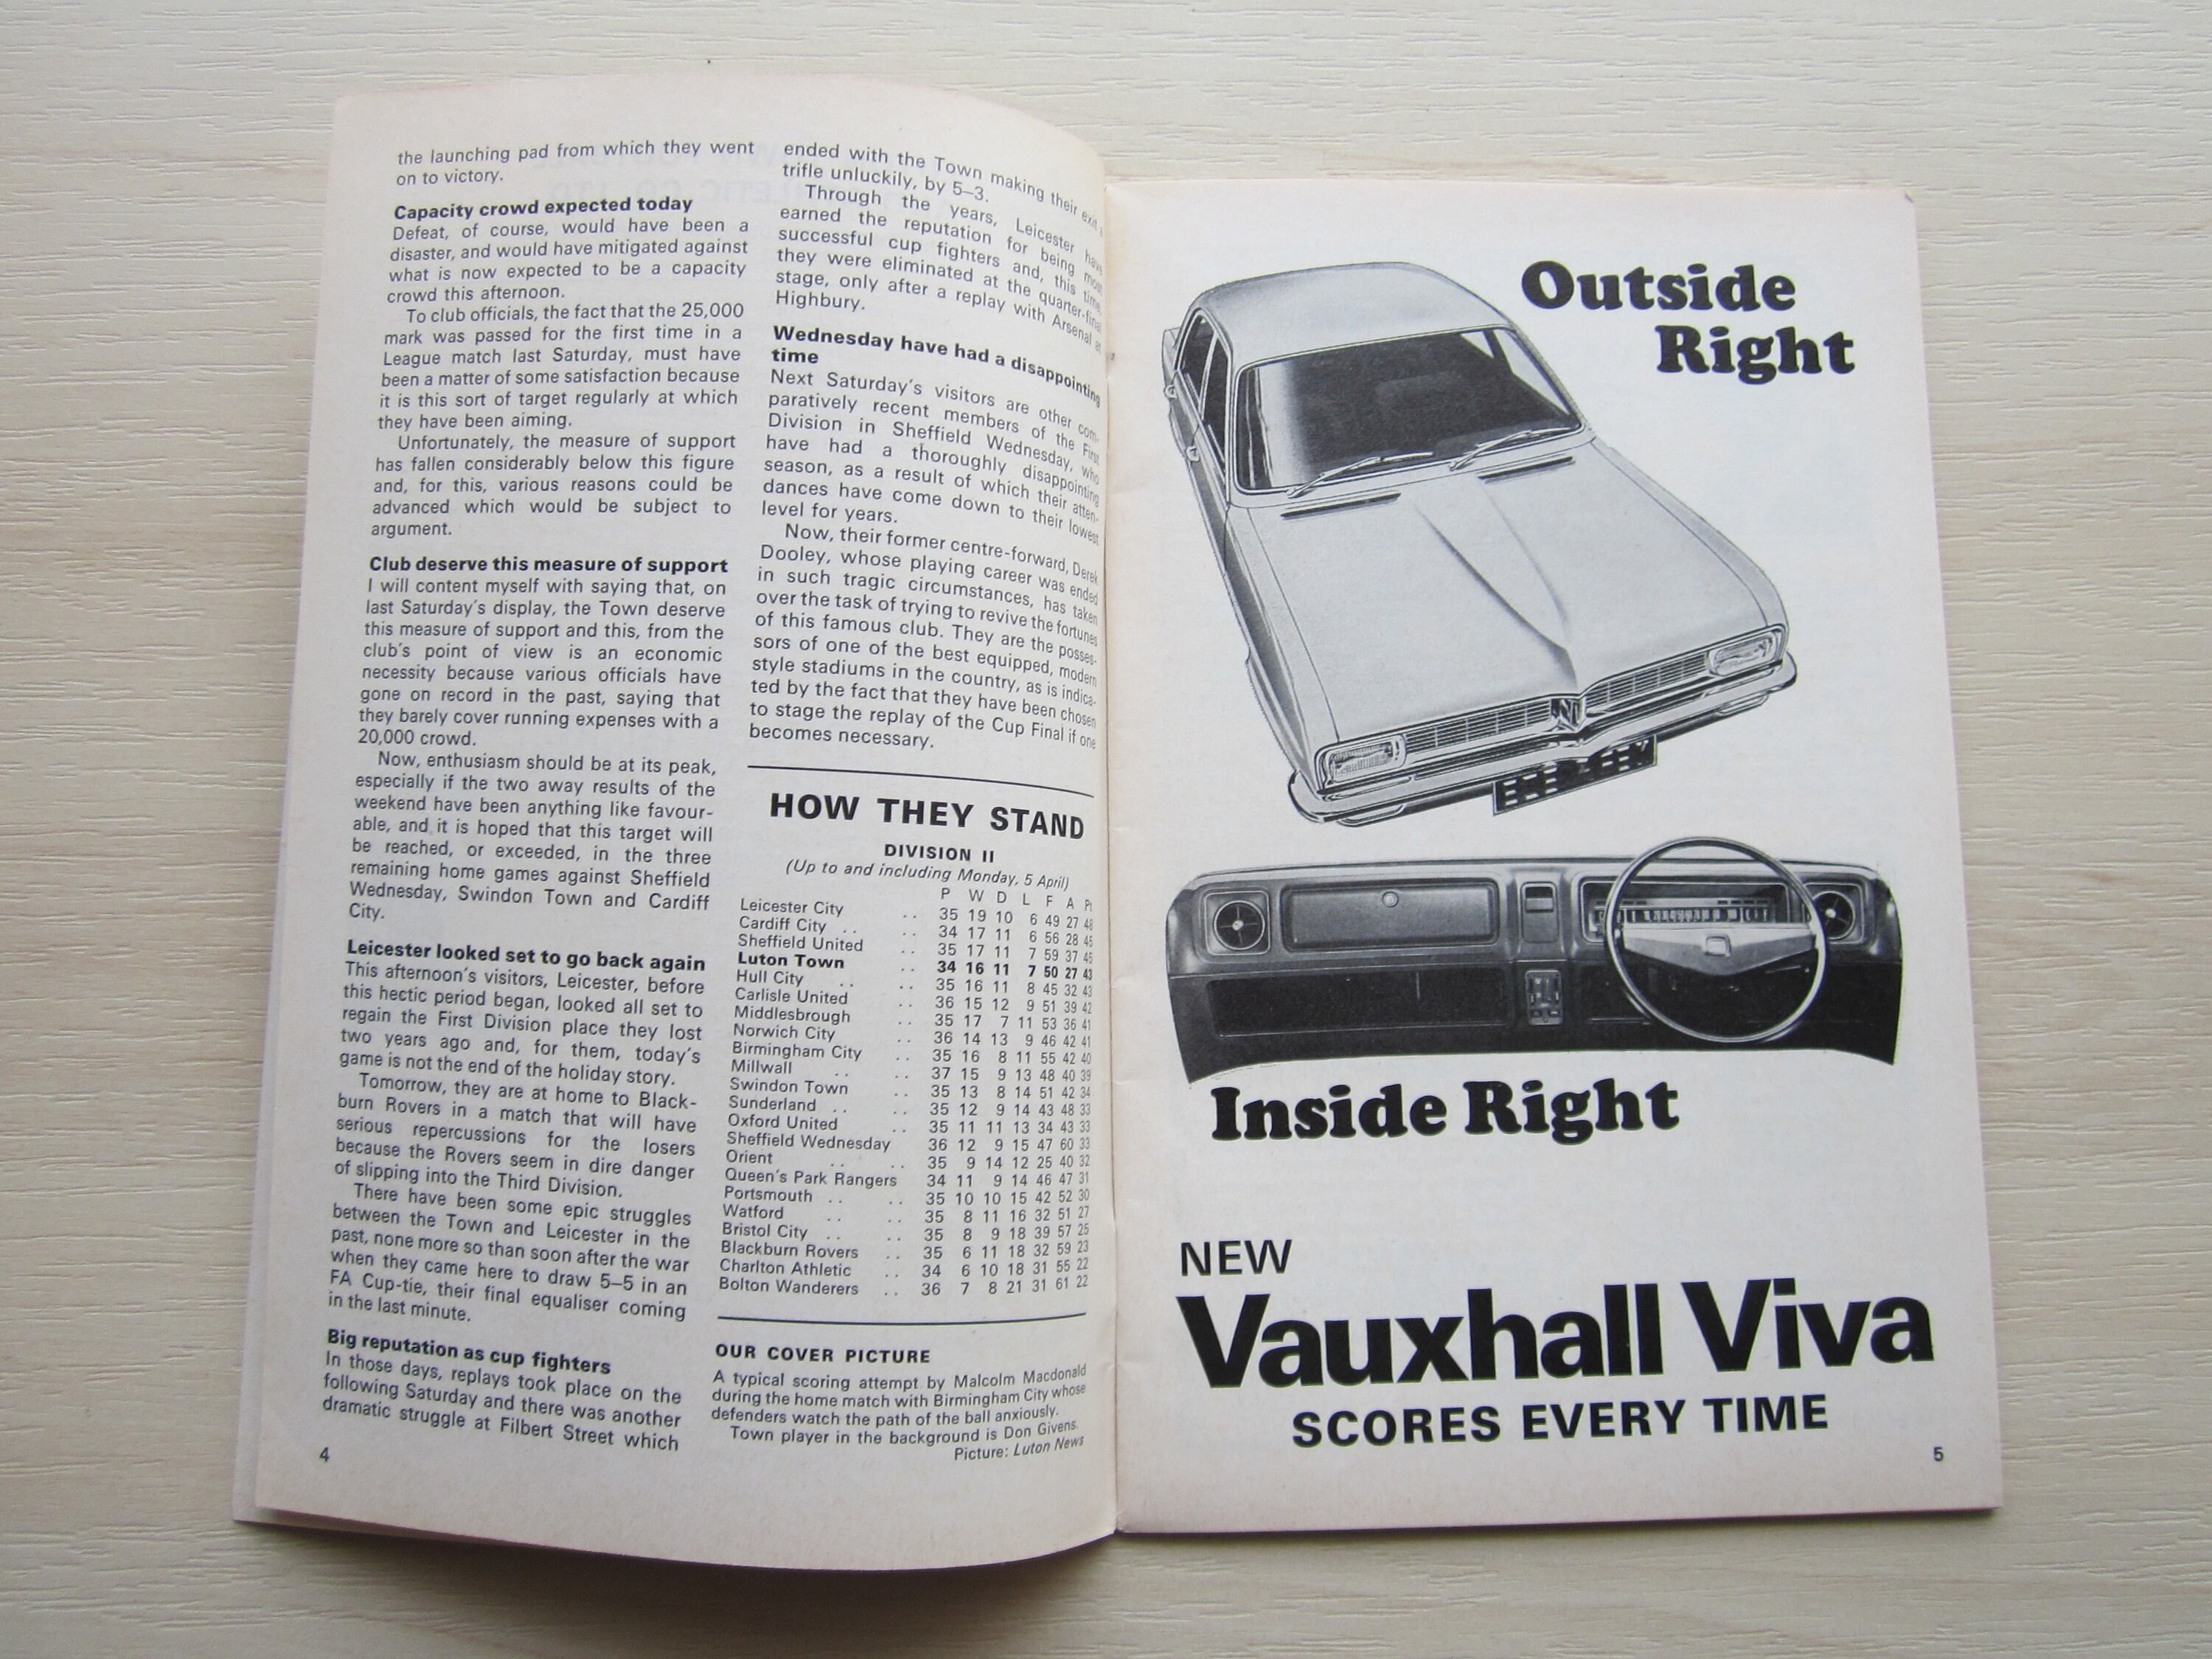 the launching pad from which they went
on to victory.
Capacity crowd expected today
Defeat, of course, would have been a
disaster, and would have mitigated against
what is now expected to be a capacity
crowd this afternoon.
To club officials, the fact that the 25,000
mark was passed for the first time in a
League match last Saturday, must have
been a matter of some satisfaction because
it is this sort of target regularly at which
they have been aiming.
Unfortunately, the measure of support
has fallen considerably below this figure
and, for this, various reasons could be
advanced which would be subject to
argument.
Club deserve this measure of support
I will content myself with saying that, on
last Saturday's display, the Town deserve
this measure of support and this, from the
club's point of view is an economic
necessity because various officials have
gone on record in the past, saying that
they barely cover running expenses with a
20,000 crowd.
Now, enthusiasm should be at its peak,
especially if the two away results of the
weekend have been anything like favour-
able, and it is hoped that this target will
be reached, or exceeded, in the three
remaining home games against Sheffield
Wednesday, Swindon Town and Cardiff
City.
Leicester looked set to go back again
This afternoon's visitors, Leicester, before
this hectic period began, looked all set to
regain the First Division place they lost
two years ago and, for them, today's
game is not the end of the holiday story.
Tomorrow, they are at home to Black-
burn Rovers in a match that will have
serious repercussions for the losers
because the Rovers seem in dire danger
of slipping into the Third Division.
There have been some epic struggles
between the Town and Leicester in the
past, none more so than soon after the war
when they came here to draw 5–5 in an
FA Cup-tie, their final equaliser coming
in the last minute.
Big reputation as cup fighters
In those days, replays took place on the
following Saturday and there was another
dramatic struggle at Filbert Street which
4
ended with the Town making their exit a
trifle unluckily, by 5–3.
Through the years, Leicester have
earned the reputation for being most
successful cup fighters and, this time,
they were eliminated at the quarter-final
stage, only after a replay with Arsenal at
Highbury.
Wednesday have had a disappointing
time
Next Saturday's visitors are other com-
paratively recent members of the First
Division in Sheffield Wednesday, who
have had a thoroughly disappointing
season, as a result of which their atten-
dances have come down to their lowest
level for years.
Now, their former centre-forward, Derek
Dooley, whose playing career was ended
in such tragic circumstances, has taken
over the task of trying to revive the fortunes
of this famous club. They are the posses-
sors of one of the best equipped, modern
style stadiums in the country, as is indica-
ted by the fact that they have been chosen
to stage the replay of the Cup Final if one
becomes necessary.
HOW THEY STAND
DIVISION II
(Up to and including Monday, 5 April)
P W D L F A Pt
Leicester City .. 35 19 10 6 49 27 48
Cardiff City .. .. 34 17 11 6 56 28 45
Sheffield United 35 17 11 7 59 37 45
Luton Town .. 34 16 11 7 50 27 43
Hull City .. .. 35 16 11 8 45 32 43
Carlisle United .. 36 15 12 9 51 39 42
Middlesbrough .. 35 17 7 11 53 36 41
Norwich City .. 36 14 13 9 46 42 41
Birmingham City .. 35 16 8 11 55 42 40
Millwall .. .. 37 15 9 13 48 40 39
Swindon Town .. 35 13 8 14 51 42 34
Sunderland .. .. 35 12 9 14 43 48 33
Oxford United .. 35 11 11 13 34 43 33
Sheffield Wednesday 36 12 9 15 47 60 33
Orient .. .. 35 9 14 12 25 40 32
Queen's Park Rangers 34 11 9 14 46 47 31
Portsmouth .. .. 35 10 10 15 42 52 30
Watford .. .. 35 8 11 16 32 51 27
Bristol City .. .. 35 8 9 18 39 57 25
Blackburn Rovers .. 35 6 11 18 32 59 23
Charlton Athletic .. 34 6 10 18 31 55 22
Bolton Wanderers .. 36 7 8 21 31 61 22
OUR COVER PICTURE
A typical scoring attempt by Malcolm Macdonald
during the home match with Birmingham City whose
defenders watch the path of the ball anxiously.
Town player in the background is Don Givens.
Picture: Luton News
Outside
Right
Inside Right
NEW
Vauxhall Viva
SCORES EVERY TIME
5